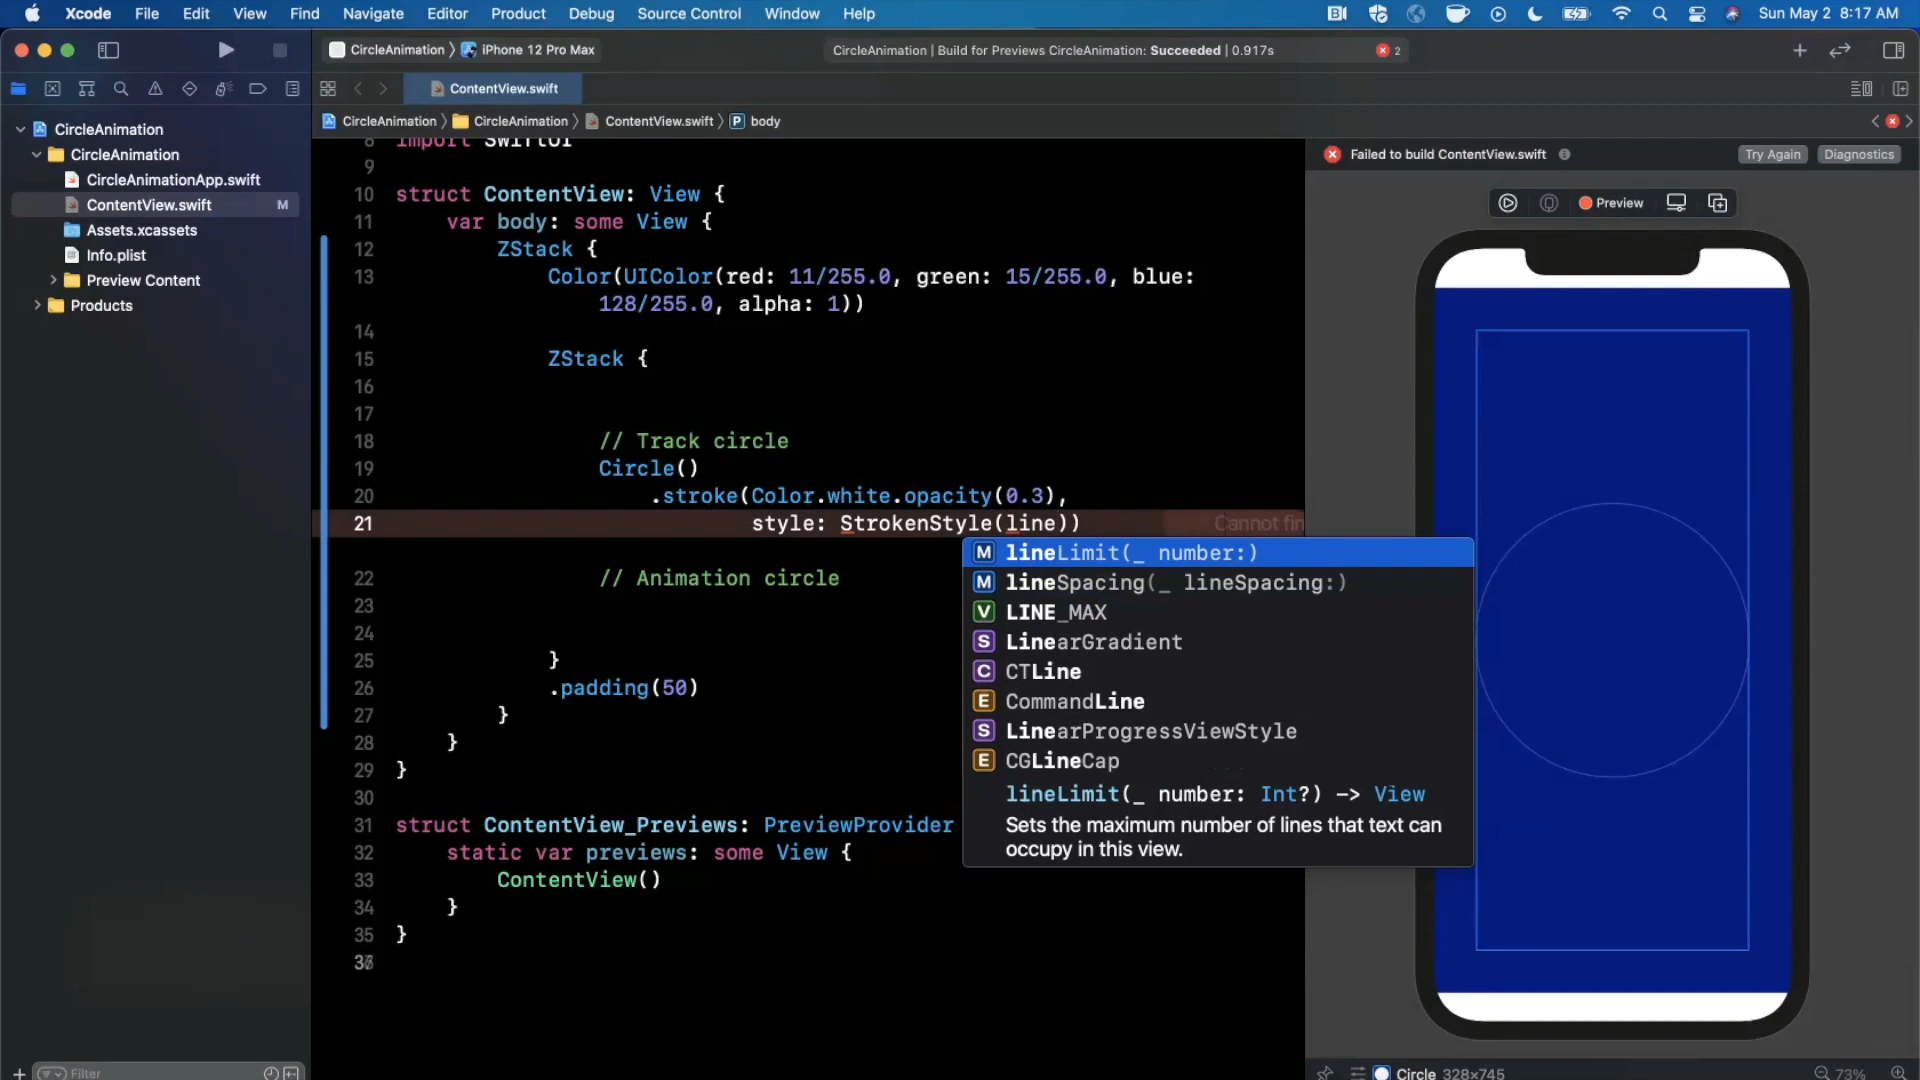 Xcode File Edit View Find Navigate Editor Product Debug Source Control Window Help Sun May 2 8:17 AM
CircleAnimation iPhone 12 Pro Max
CircleAnimation | Build for Previews CircleAnimation: Succeeded | 0.917s
2
ContentView.swift
CircleAnimation CircleAnimation ContentView.swift P body
CircleAnimation
CircleAnimation
CircleAnimationApp.swift
ContentView.swift M
Assets.xcassets
Info.plist
Preview Content
Products
Filter
8 import SwiftUI
9
10 struct ContentView: View {
11 var body: some View {
12 ZStack {
13 Color(UIColor(red: 11/255.0, green: 15/255.0, blue:
128/255.0, alpha: 1))
14
15 ZStack {
16
17
18 // Track circle
19 Circle()
20 .stroke(Color.white.opacity(0.3),
21 style: StrokenStyle(line)) Cannot fin
22 // Animation circle
23
24
25 }
26 .padding(50)
27 }
28 }
29 }
30
31 struct ContentView_Previews: PreviewProvider
32 static var previews: some View {
33 ContentView()
34 }
35 }
M lineLimit(_ number:)
M lineSpacing(_ lineSpacing:)
V LINE_MAX
S LinearGradient
C CTLine
E CommandLine
S LinearProgressViewStyle
E CGLineCap
lineLimit(_ number: Int?) -> View
Sets the maximum number of lines that text can
occupy in this view.
Failed to build ContentView.swift Try Again Diagnostics
Preview
Circle 328×745 73%